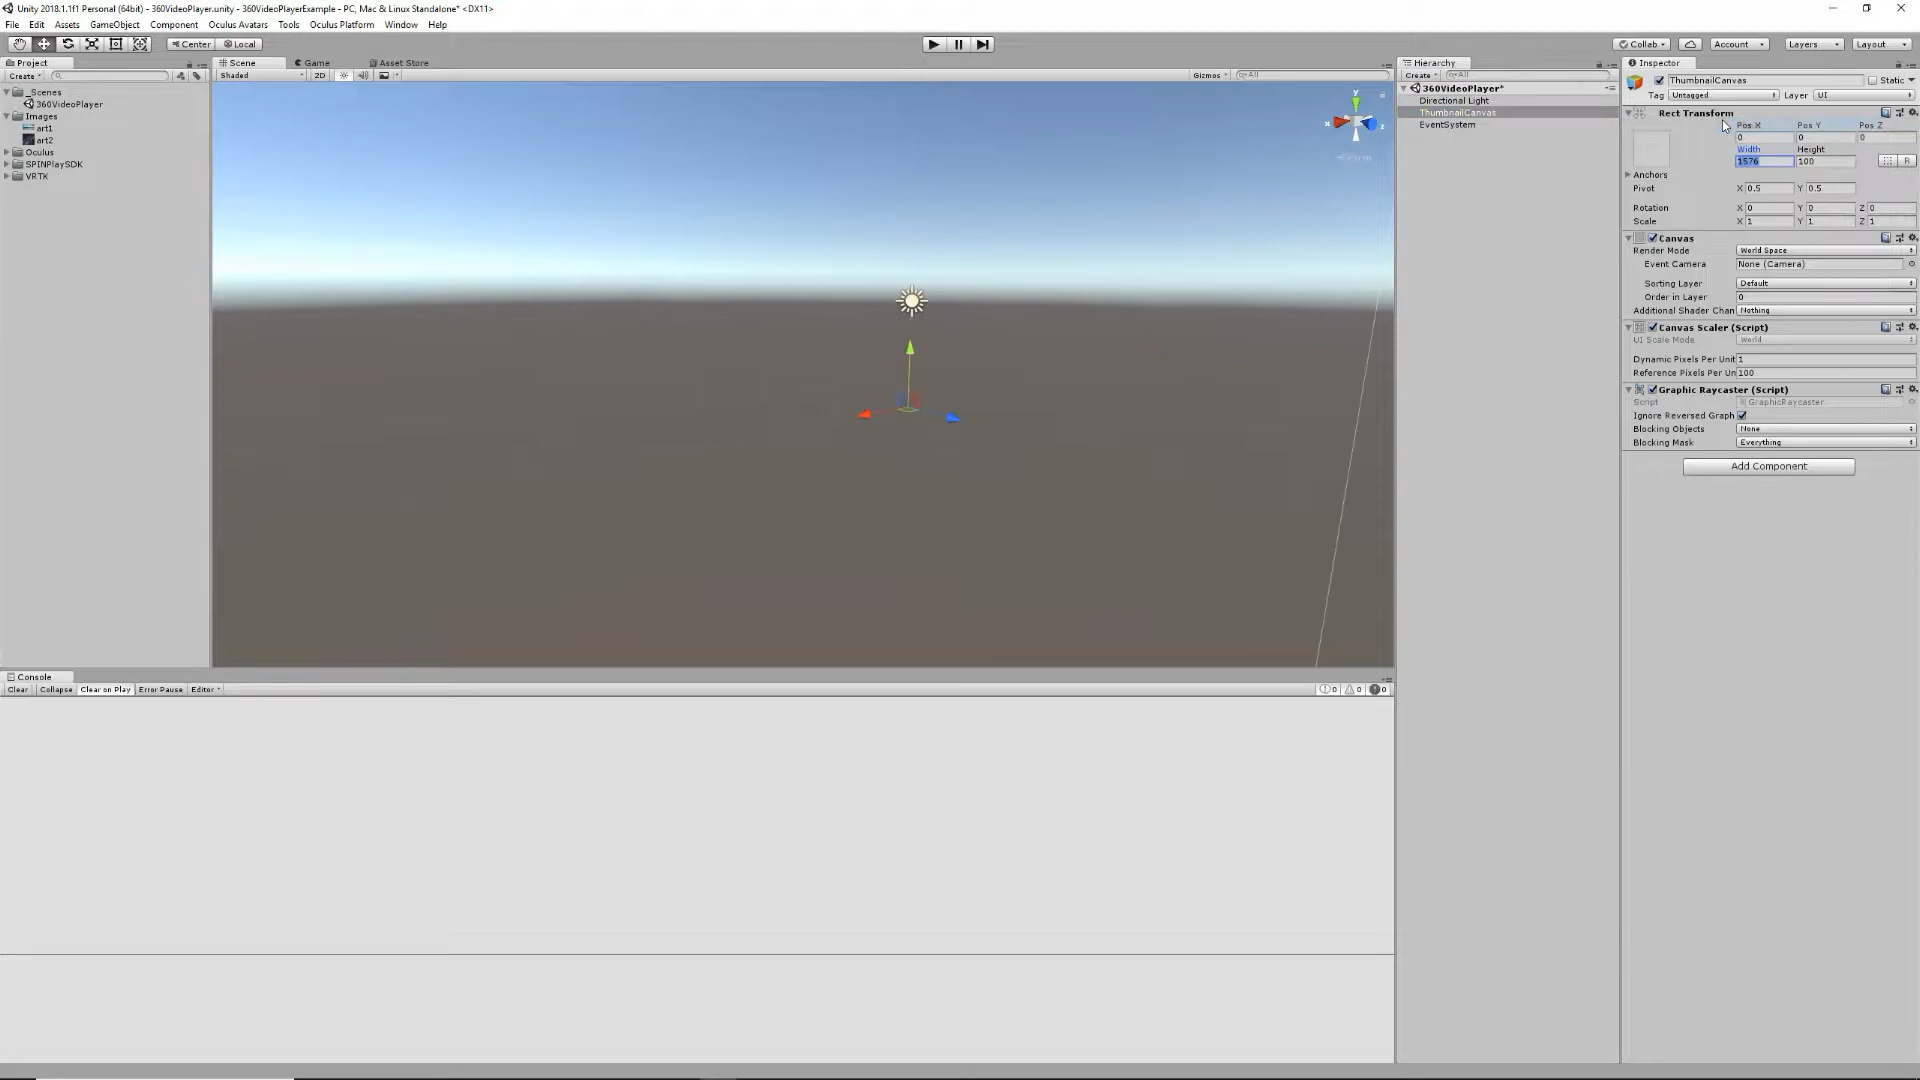 Unity 2018.1.1f1 Personal (64bit) - 360VideoPlayer.unity - 360VideoPlayerExample - PC, Mac & Linux Standalone* <DX11>
File Edit Assets GameObject Component Oculus Avatars Tools Oculus Platform Window Help
Center Local Collab Account Layers Layout
Project
Create
_Scenes
360VideoPlayer
Images
art1
art2
Oculus
SPINPlaySDK
VRTK
Scene Game Asset Store
Shaded 2D Gizmos All
y
x z
Persp
Console
Clear Collapse Clear on Play Error Pause Editor 0 0 0
Hierarchy
Create All
360VideoPlayer*
Directional Light
ThumbnailCanvas
EventSystem
Inspector
ThumbnailCanvas Static
Tag Untagged Layer UI
Rect Transform
Pos X Pos Y Pos Z
0 0 0
Width Height
1576 100 R
Anchors
Pivot X 0.5 Y 0.5
Rotation X 0 Y 0 Z 0
Scale X 1 Y 1 Z 1
Canvas
Render Mode World Space
Event Camera None (Camera)
Sorting Layer Default
Order in Layer 0
Additional Shader Chan Nothing
Canvas Scaler (Script)
UI Scale Mode World
Dynamic Pixels Per Unit 1
Reference Pixels Per Un 100
Graphic Raycaster (Script)
Script GraphicRaycaster
Ignore Reversed Graph
Blocking Objects None
Blocking Mask Everything
Add Component